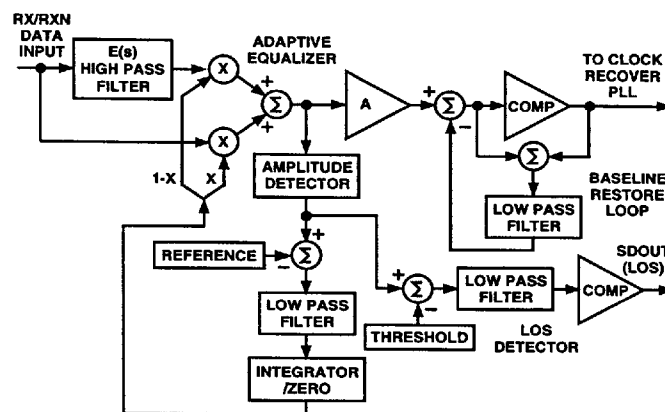 RX/RXN
DATA
INPUT
E(s)
HIGH PASS
FILTER
X
ADAPTIVE
EQUALIZER
+
Σ
+
X
1-X
X
A
+
Σ
−
COMP
TO CLOCK
RECOVER
PLL
Σ
BASELINE
RESTORE
LOOP
LOW PASS
FILTER
AMPLITUDE
DETECTOR
REFERENCE
+
−
Σ
LOW PASS
FILTER
INTEGRATOR
/ZERO
+
Σ
−
THRESHOLD
LOW PASS
FILTER
LOS
DETECTOR
COMP
SDOUT
(LOS)